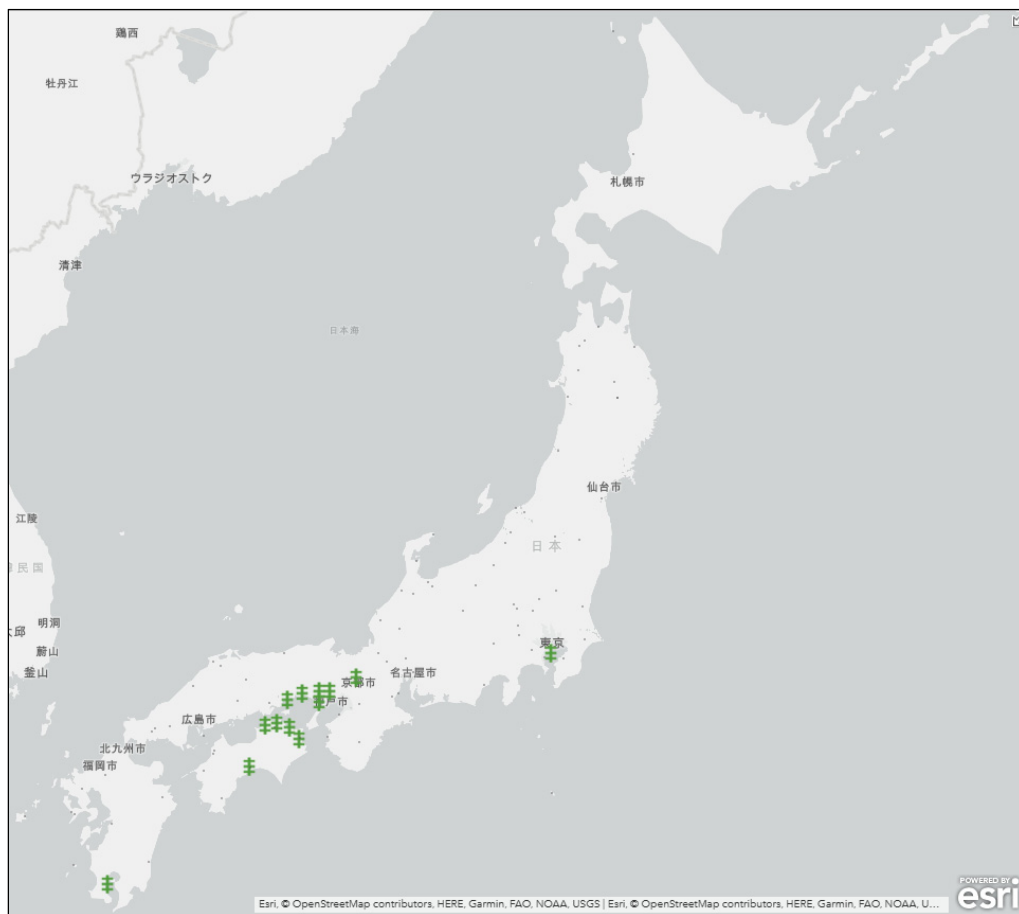 鶏西
牡丹江
ウラジオストク
札幌市
清津
日本海
仙台市
江陵
日本
民国
明洞
東京
蔚山
釜山
京都市
名古屋市
戸市
広島市
北九州市
福岡市
Esri, © OpenStreetMap contributors, HERE, Garmin, FAO, NOAA, USGS | Esri, © OpenStreetMap contributors, HERE, Garmin, FAO, NOAA, U...
POWERED BY
esri